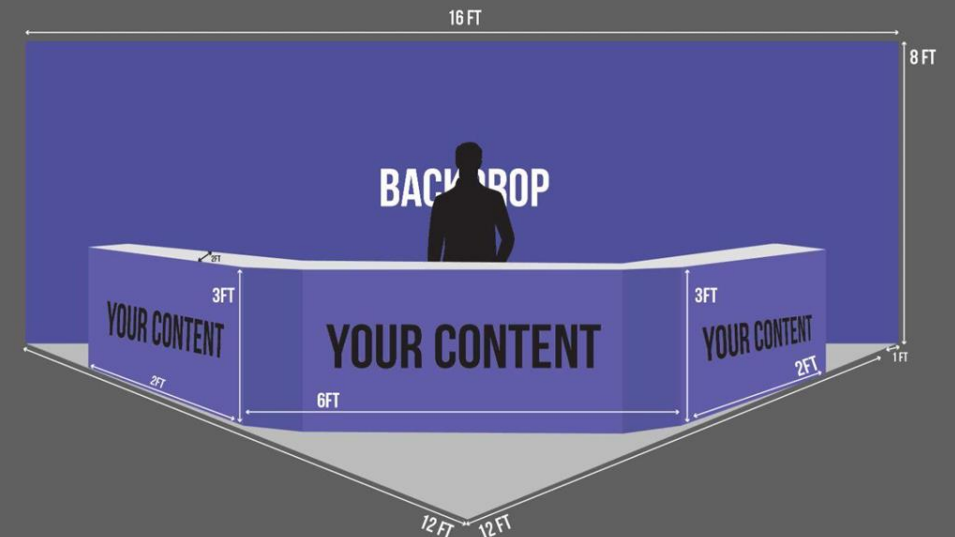 16 FT
8 FT
BACKDROP
2FT
3FT
3FT
YOUR CONTENT
YOUR CONTENT
YOUR CONTENT
1 FT
2FT
2FT
6FT
12 FT
12 FT